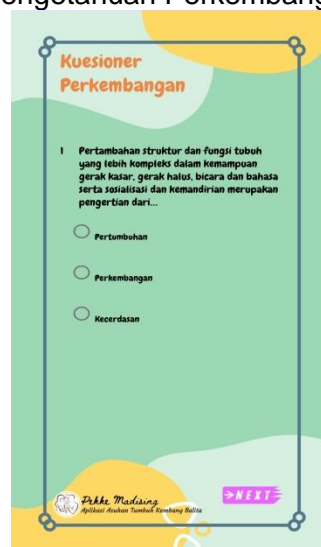 engetahuan Perkembang
Kuesioner
Perkembangan
1 Pertambahan struktur dan fungsi tubuh
yang lebih kompleks dalam kemampuan
gerak kasar, gerak halus, bicara dan bahasa
serta sosialisasi dan kemandirian merupakan
pengertian dari...
Pertumbuhan
Perkembangan
Kecerdasan
Pekke Madising
Aplikasi Asuhan Tumbuh Kembang Balita
NEXT